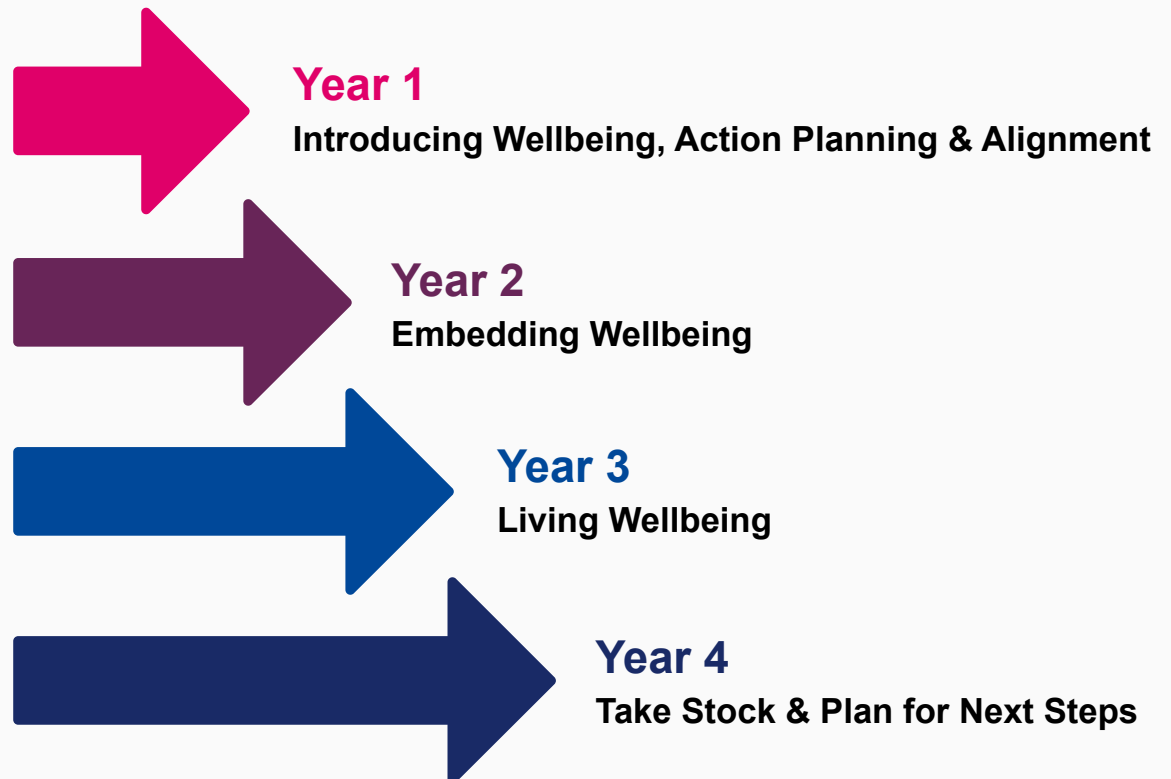 Year 1
Introducing Wellbeing, Action Planning & Alignment
Year 2
Embedding Wellbeing
Year 3
Living Wellbeing
Year 4
Take Stock & Plan for Next Steps